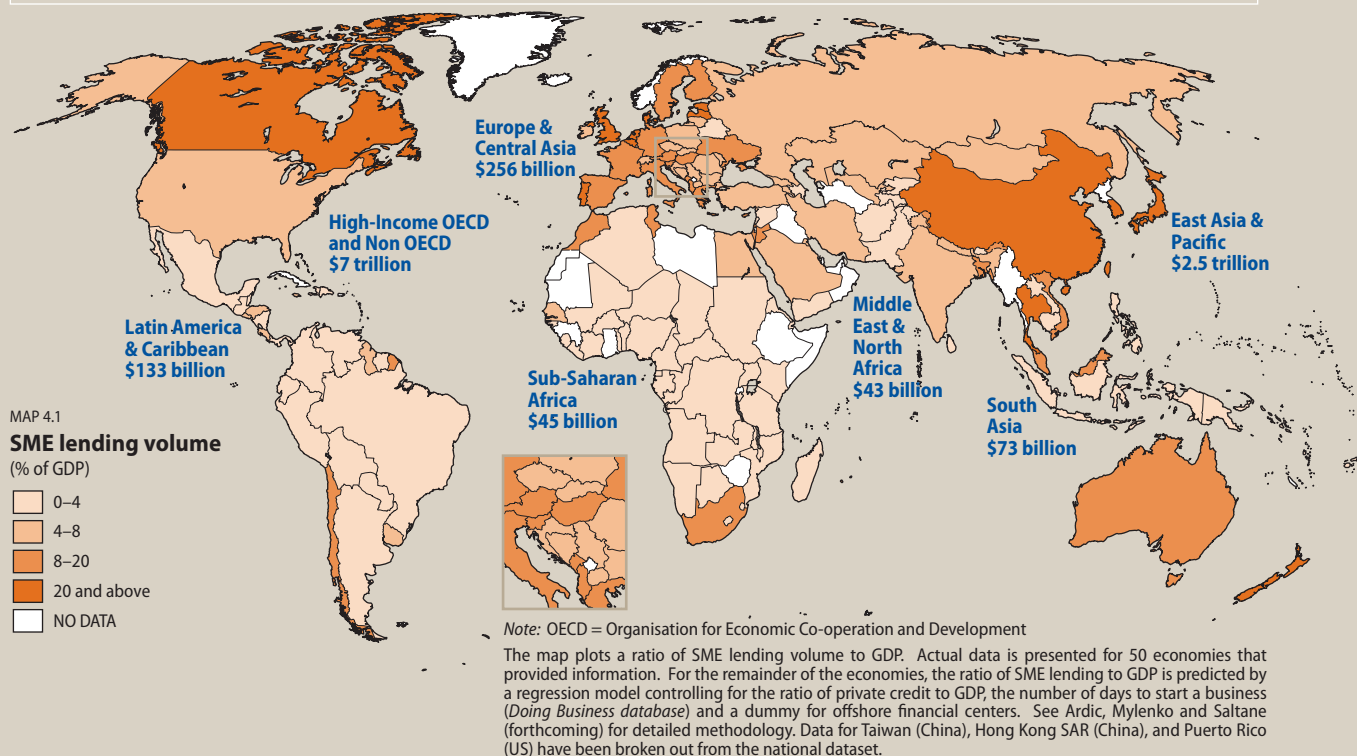 Europe &
Central Asia
$256 billion
High-Income OECD
and Non OECD
$7 trillion
East Asia &
Pacific
$2.5 trillion
Latin America
& Caribbean
$133 billion
Middle
East &
North
Africa
$43 billion
Sub-Saharan
Africa
$45 billion
South
Asia
$73 billion
MAP 4.1
SME lending volume
(% of GDP)
0–4
4–8
8–20
20 and above
NO DATA
Note: OECD = Organisation for Economic Co-operation and Development
The map plots a ratio of SME lending volume to GDP. Actual data is presented for 50 economies that
provided information. For the remainder of the economies, the ratio of SME lending to GDP is predicted by
a regression model controlling for the ratio of private credit to GDP, the number of days to start a business
(Doing Business database) and a dummy for offshore financial centers. See Ardic, Mylenko and Saltane
(forthcoming) for detailed methodology. Data for Taiwan (China), Hong Kong SAR (China), and Puerto Rico
(US) have been broken out from the national dataset.